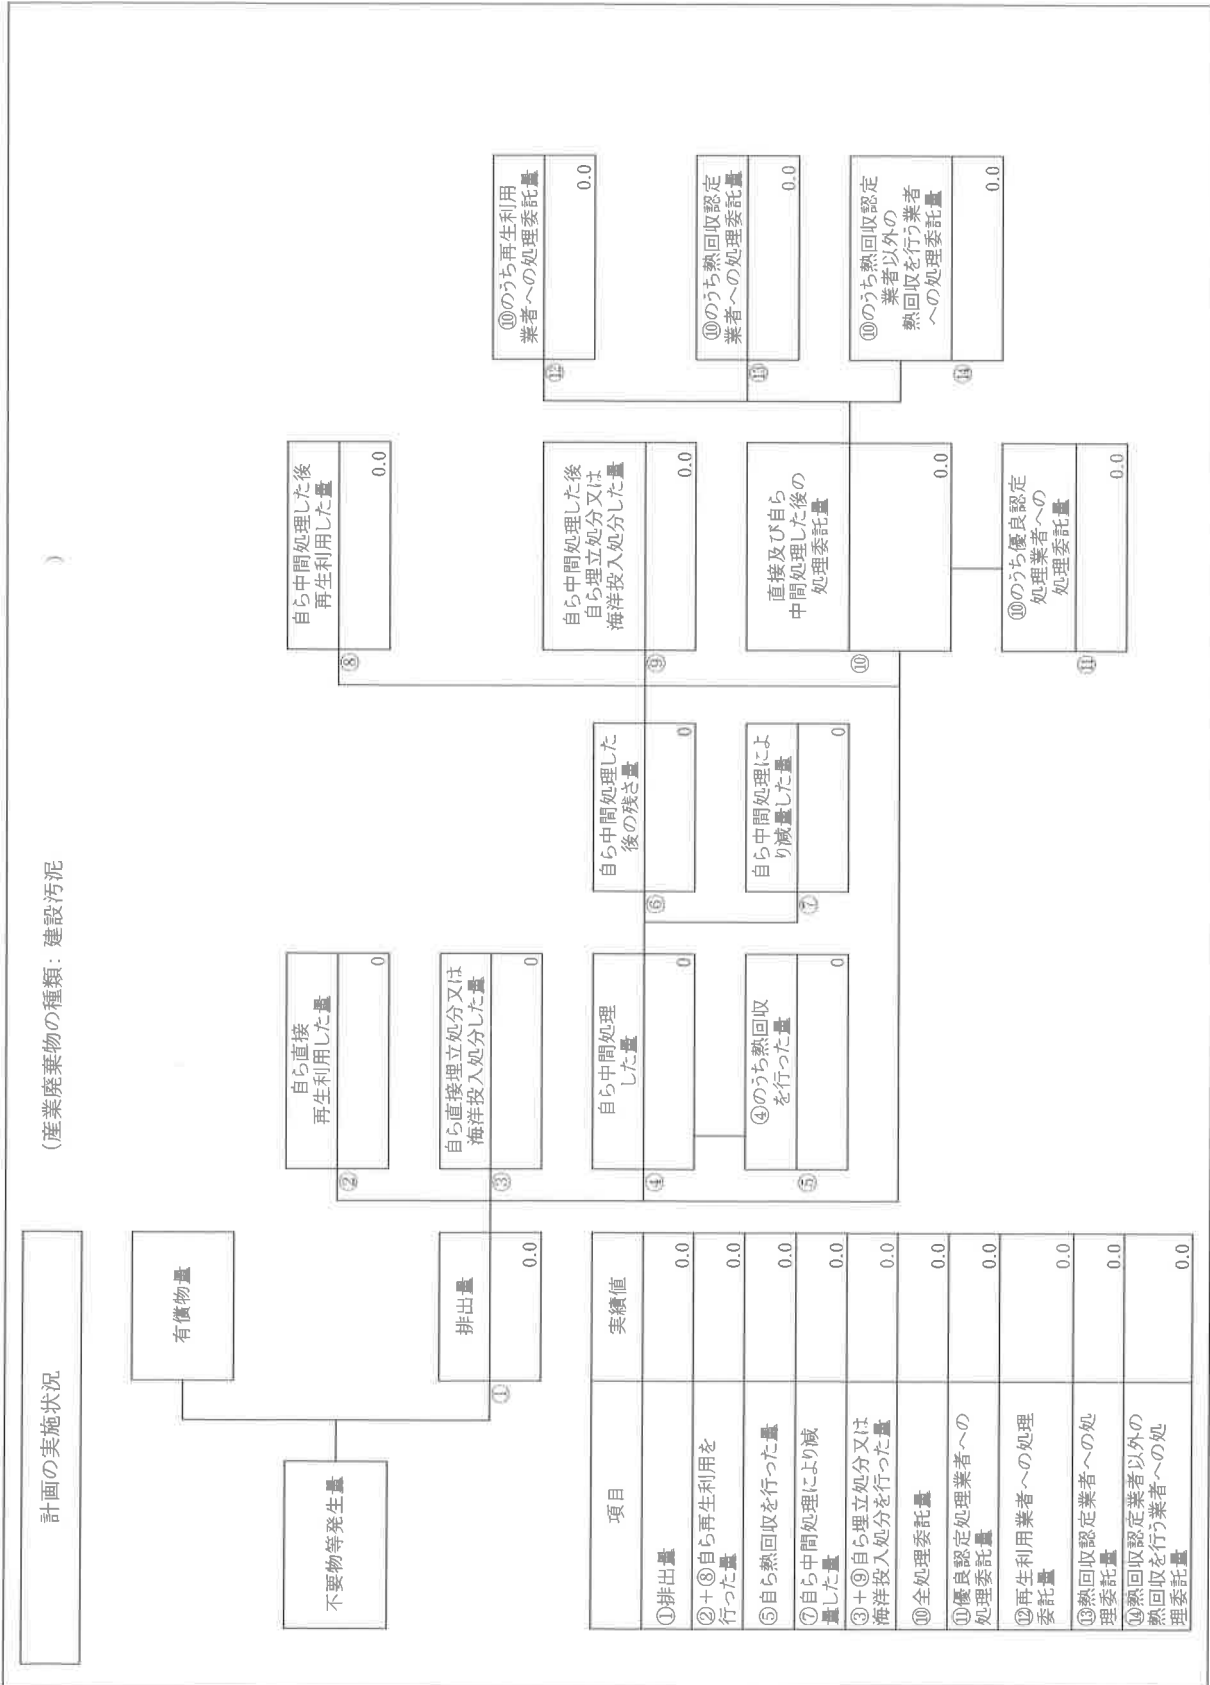 計画の実施状況
(産業廃棄物の種類: 建設汚泥
)
有償物量
不要物等発生量
排出量
①
0.0
自ら直接
再生利用した量
②
0
自ら直接埋立処分又は
海洋投入処分した量
③
0
自ら中間処理
した量
④
0
④のうち熱回収
を行った量
⑤
0
自ら中間処理した
後の残さ量
⑥
0
自ら中間処理によ
り減量した量
⑦
0
自ら中間処理した後
再生利用した量
⑧
0.0
自ら中間処理した後
自ら埋立処分又は
海洋投入処分した量
⑨
0.0
直接及び自ら
中間処理した後の
処理委託量
⑩
0.0
⑩のうち優良認定
処理業者への
処理委託量
⑪
0.0
⑩のうち再生利用
業者への処理委託量
⑫
0.0
⑩のうち熱回収認定
業者への処理委託量
⑬
0.0
⑩のうち熱回収認定
業者以外の
熱回収を行う業者
への処理委託量
⑭
0.0
項目 実績値
①排出量 0.0
②+⑧自ら再生利用を
行った量 0.0
⑤自ら熱回収を行った量 0.0
⑦自ら中間処理により減
量した量 0.0
③+⑨自ら埋立処分又は
海洋投入処分を行った量 0.0
⑩全処理委託量 0.0
⑪優良認定処理業者への
処理委託量 0.0
⑫再生利用業者への処理
委託量 0.0
⑬熱回収認定業者への処
理委託量 0.0
⑭熱回収認定業者以外の
熱回収を行う業者への処
理委託量 0.0